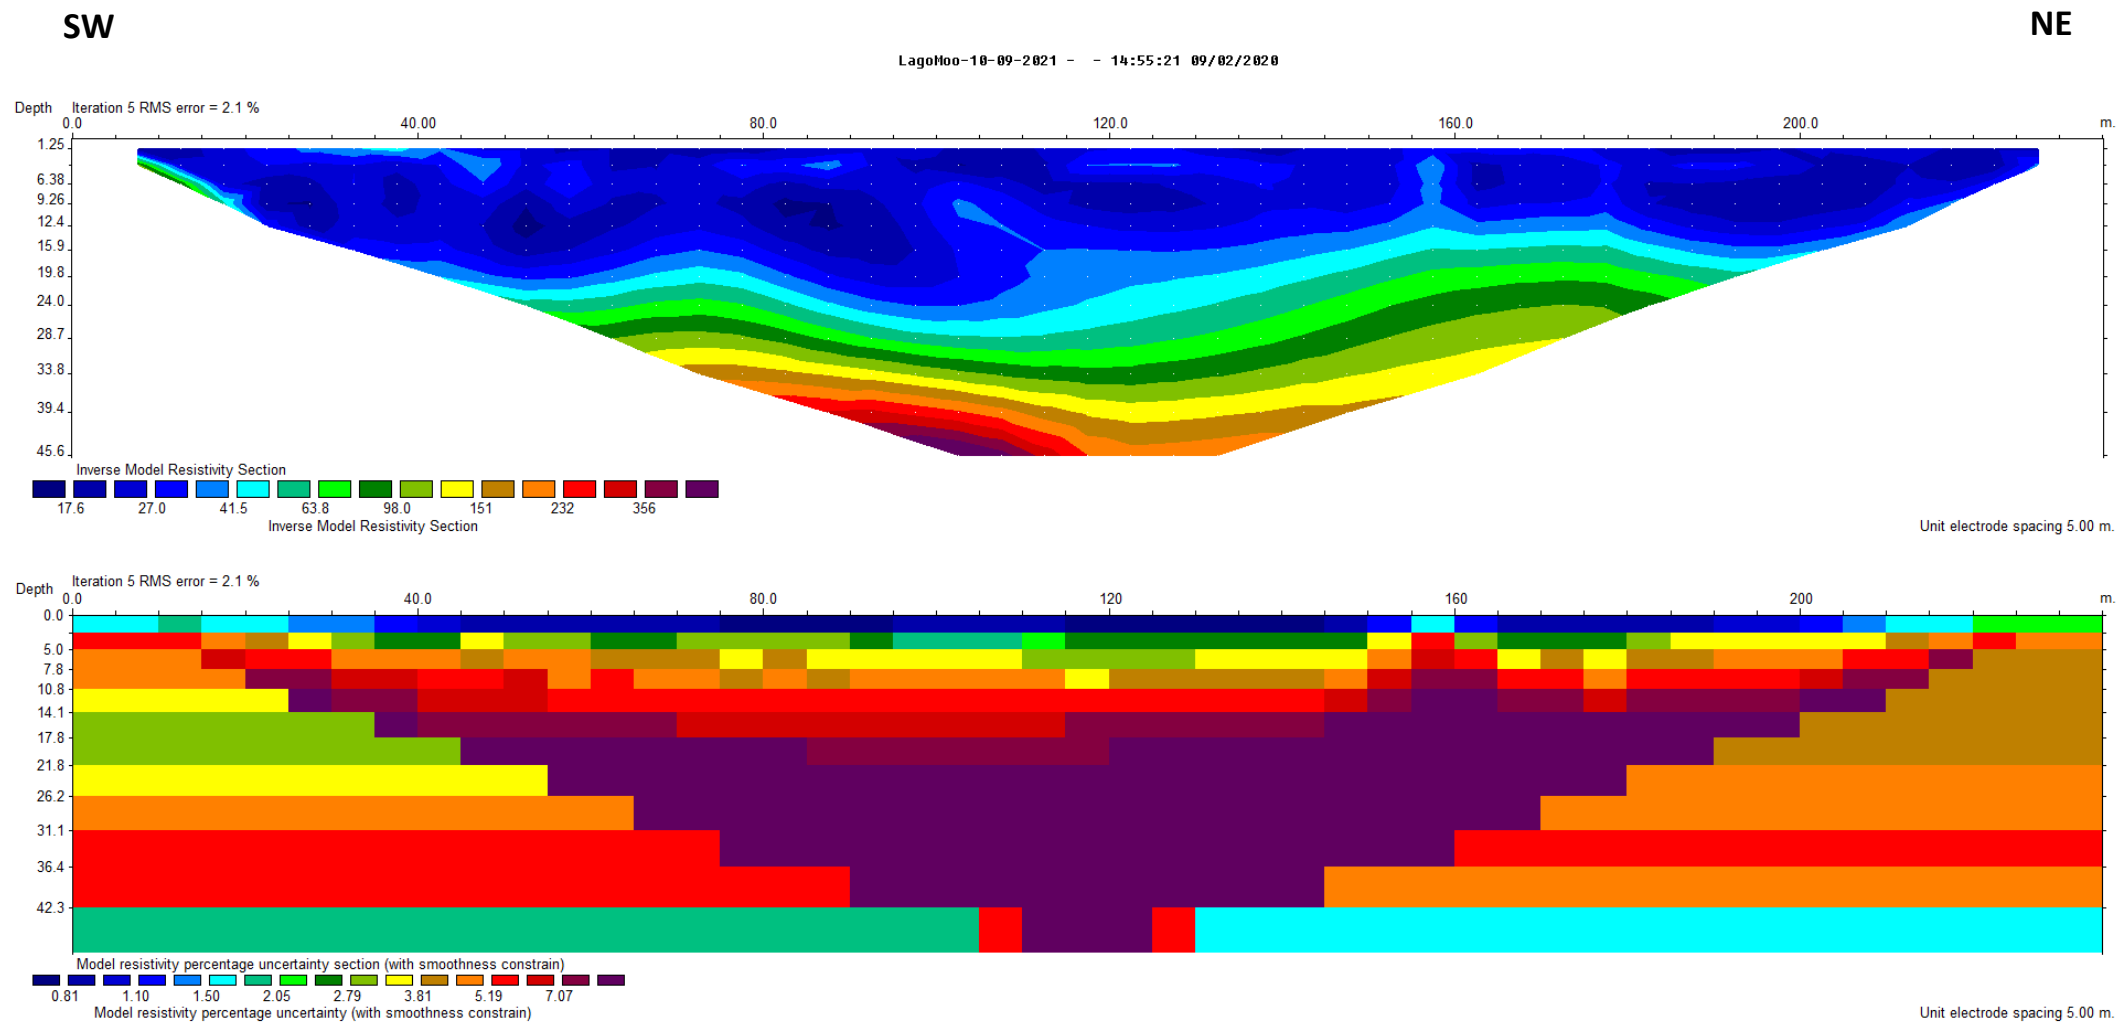 SW NE
LagoMoo-10-09-2021 - - 14:55:21 09/02/2020
Depth Iteration 5 RMS error = 2.1 %
0.0 40.00 80.0 120.0 160.0 200.0 m.
1.25
6.38
9.26
12.4
15.9
19.8
24.0
28.7
33.8
39.4
45.6
Inverse Model Resistivity Section
17.6 27.0 41.5 63.8 98.0 151 232 356
Inverse Model Resistivity Section
Unit electrode spacing 5.00 m.
Depth Iteration 5 RMS error = 2.1 %
0.0 40.0 80.0 120 160 200 m.
0.0
5.0
7.8
10.8
14.1
17.8
21.8
26.2
31.1
36.4
42.3
Model resistivity percentage uncertainty section (with smoothness constrain)
0.81 1.10 1.50 2.05 2.79 3.81 5.19 7.07
Model resistivity percentage uncertainty (with smoothness constrain)
Unit electrode spacing 5.00 m.